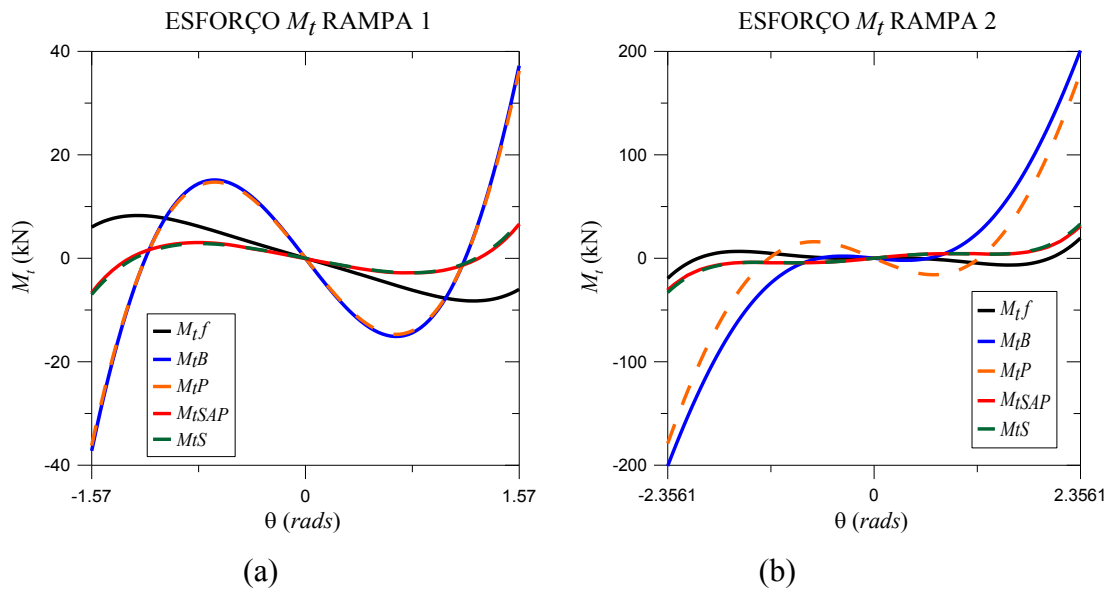 ESFORÇO Mt RAMPA 1
40
20
0
-20
-40
Mt (kN)
Mt f
MtB
MtP
MtSAP
MtS
-1.57
0
1.57
θ (rads)
(a)
ESFORÇO Mt RAMPA 2
200
100
0
-100
-200
Mt (kN)
Mt f
MtB
MtP
MtSAP
MtS
-2.3561
0
2.3561
θ (rads)
(b)